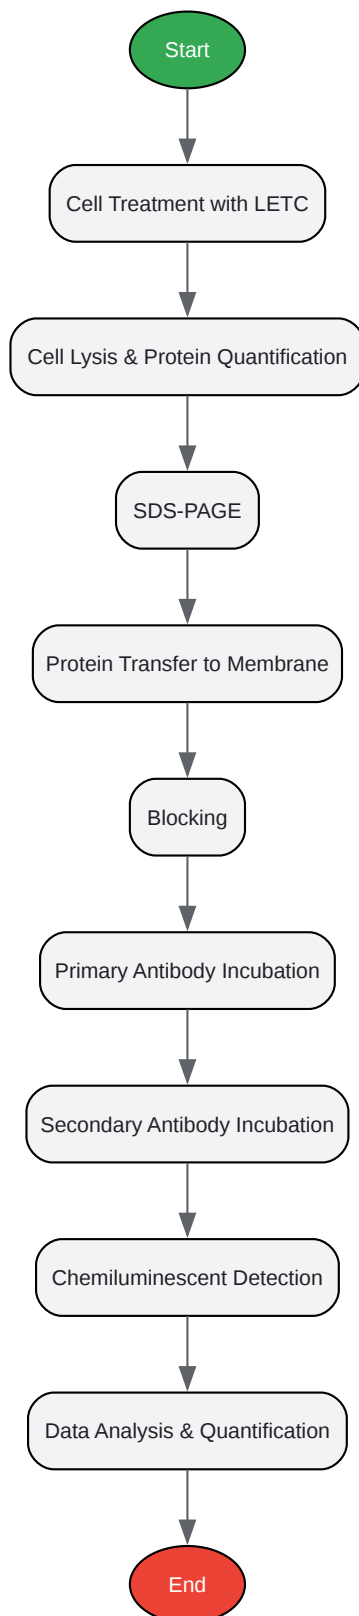 Start
Cell Treatment with LETC
Cell Lysis & Protein Quantification
SDS-PAGE
Protein Transfer to Membrane
Blocking
Primary Antibody Incubation
Secondary Antibody Incubation
Chemiluminescent Detection
Data Analysis & Quantification
End